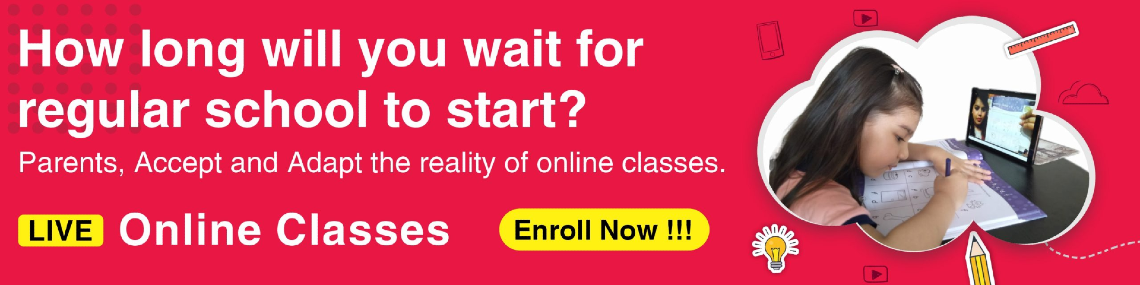 How long will you wait for
regular school to start?
Parents, Accept and Adapt the reality of online classes.
LIVE Online Classes
Enroll Now !!!